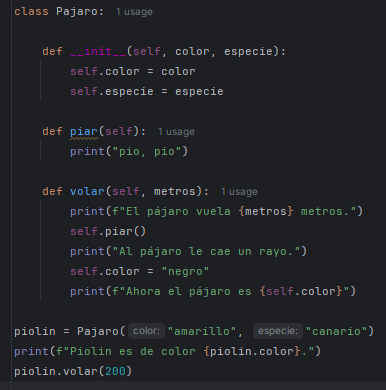 class Pajaro: 1 usage
def __init__(self, color, especie):
self.color = color
self.especie = especie
def piar(self): 1 usage
print("pio, pio")
def volar(self, metros): 1 usage
print(f"El pájaro vuela {metros} metros.")
self.piar()
print("Al pájaro le cae un rayo.")
self.color = "negro"
print(f"Ahora el pájaro es {self.color}")
piolin = Pajaro( color: "amarillo", especie: "canario")
print(f"Piolin es de color {piolin.color}.")
piolin.volar(200)